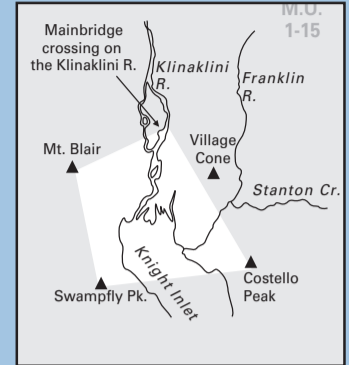 M.U.
1-15
Mainbridge
crossing on
the Klinaklini R.
Klinaklini
R.
Franklin
R.
Mt. Blair
Village
Cone
Stanton Cr.
Knight Inlet
Swampfly Pk.
Costello
Peak